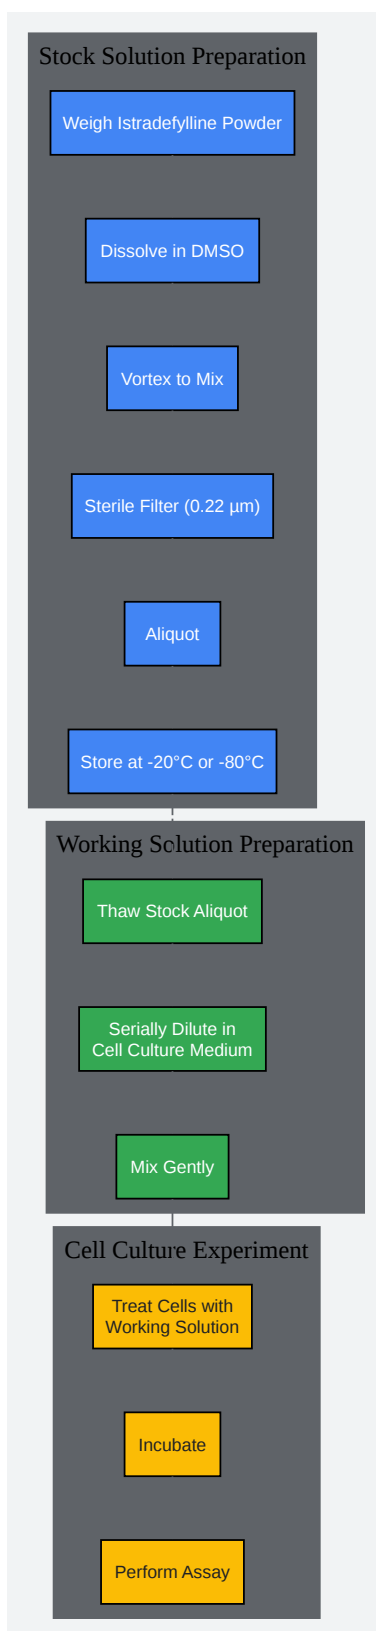 Stock Solution Preparation
Weigh Istradefylline Powder
Dissolve in DMSO
Vortex to Mix
Sterile Filter (0.22 µm)
Aliquot
Store at -20°C or -80°C
Working Solution Preparation
Thaw Stock Aliquot
Serially Dilute in
Cell Culture Medium
Mix Gently
Cell Culture Experiment
Treat Cells with
Working Solution
Incubate
Perform Assay